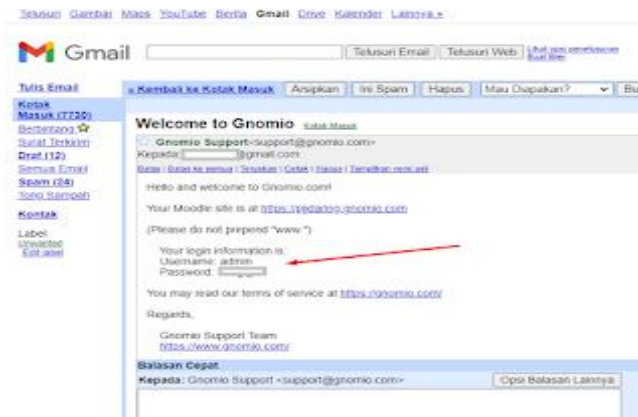 Telusuri Gambar Maps YouTube Berita Gmail Drive Kalender Lainnya »
Gmail
Telusuri Email Telusuri Web
Tulis Email
Kotak
Masuk (7730)
Berbintang
Surat Terkirim
Draf (12)
Semua Email
Spam (24)
Tong Sampah
Kontak
Label
Unwanted
Edit label
« Kembali ke Kotak Masuk Arsipkan Ini Spam Hapus Mau Diapakan?
Welcome to Gnomio Kotak Masuk
Gnomio Support<support@gnomio.com>
Kepada: @gmail.com
Balas | Balas ke semua | Teruskan | Cetak | Hapus | Tampilkan versi asli
Hello and welcome to Gnomio.com!
Your Moodle site is at https://pjjdaring.gnomio.com
(Please do not prepend "www.")
Your login information is:
Username: admin
Password:
You may read our terms of service at https://gnomio.com/
Regards,
Gnomio Support Team
https://www.gnomio.com/
Balasan Cepat
Kepada: Gnomio Support <support@gnomio.com> Opsi Balasan Lainnya